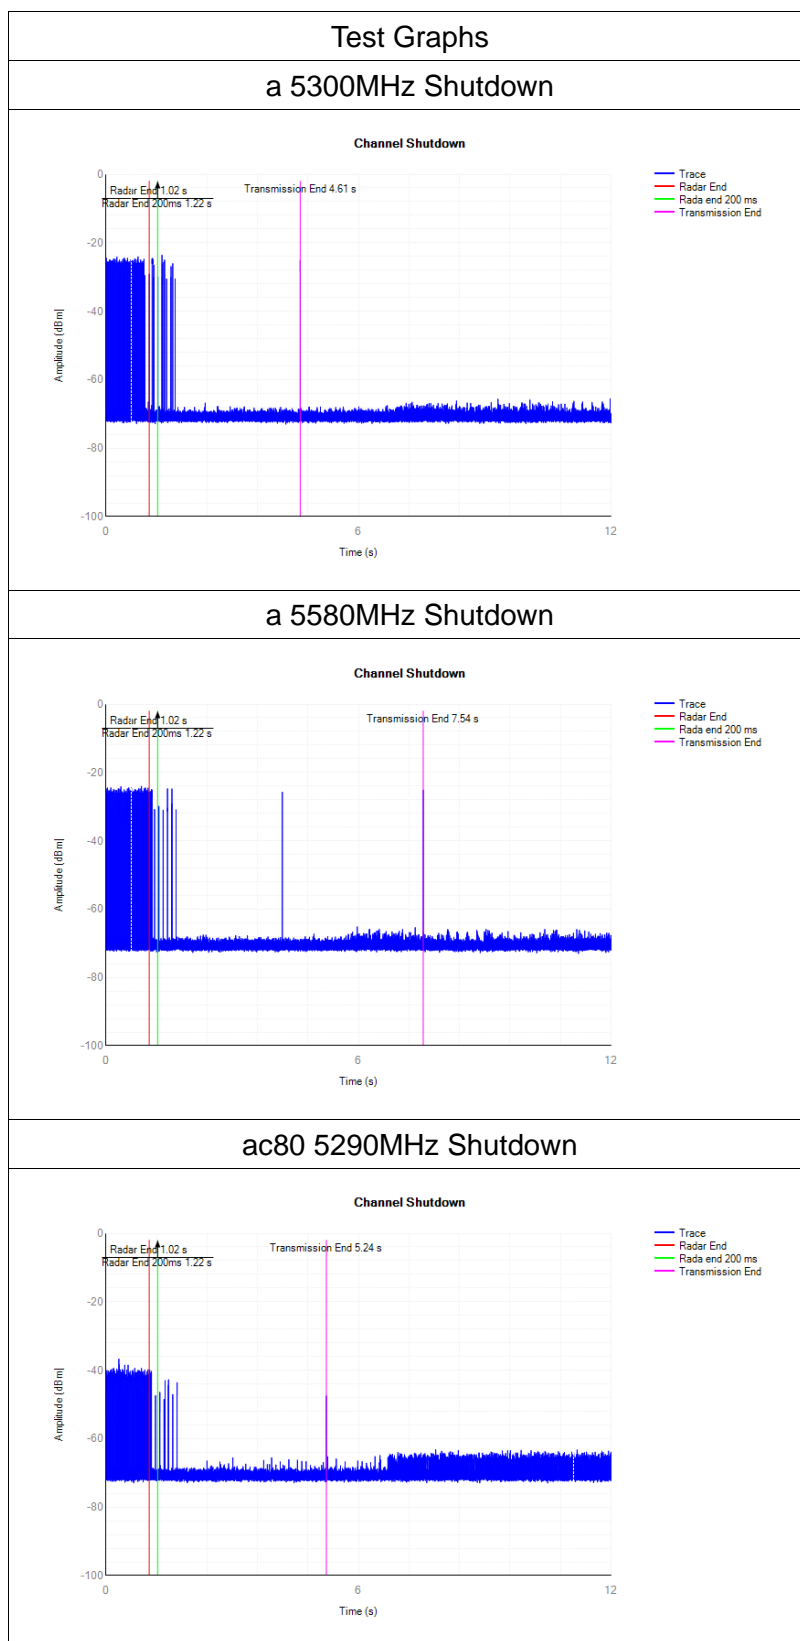 Test Graphs
a 5300MHz Shutdown
Channel Shutdown
Radar End 1.02 s
Radar End 200ms 1.22 s
Transmission End 4.61 s
Trace
Radar End
Rada end 200 ms
Transmission End
0
-20
-40
-60
-80
-100
Amplitude [dBm]
0
6
12
Time (s)
a 5580MHz Shutdown
Channel Shutdown
Radar End 1.02 s
Radar End 200ms 1.22 s
Transmission End 7.54 s
Trace
Radar End
Rada end 200 ms
Transmission End
0
-20
-40
-60
-80
-100
Amplitude [dBm]
0
6
12
Time (s)
ac80 5290MHz Shutdown
Channel Shutdown
Radar End 1.02 s
Radar End 200ms 1.22 s
Transmission End 5.24 s
Trace
Radar End
Rada end 200 ms
Transmission End
0
-20
-40
-60
-80
-100
Amplitude [dBm]
0
6
12
Time (s)